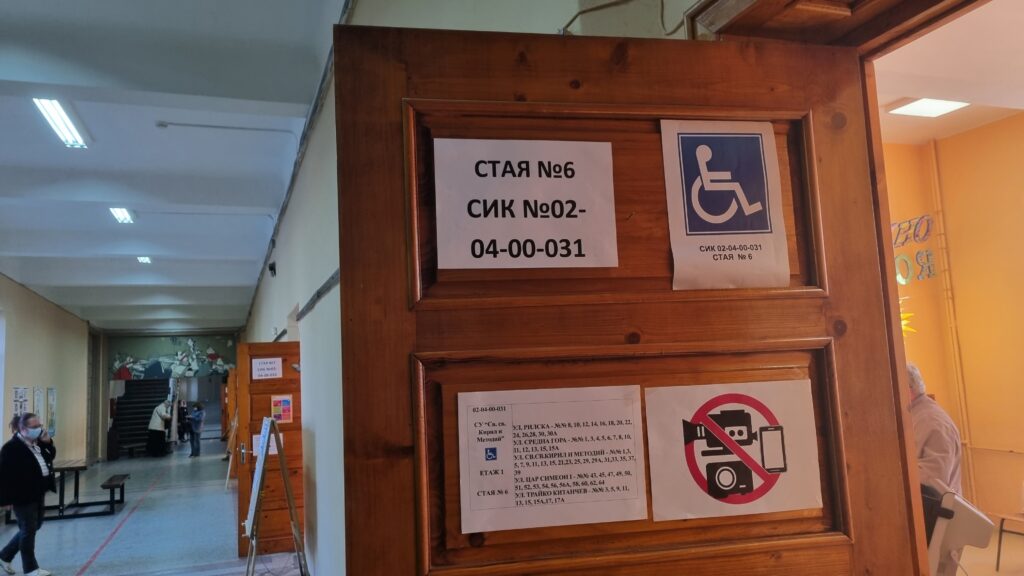 СТАЯ №6
СИК №02-
04-00-031
СИК 02-04-00-031
СТАЯ № 6
02-04-00-031
СУ "Св. св.
Кирил и
Методий"
ЕТАЖ 1
СТАЯ № 6
УЛ. РИЛСКА - №№ 8, 10, 12, 14, 16, 18, 20, 22,
24, 26,28, 30, 30А
УЛ. СРЕДНА ГОРА - № 1, 3, 4, 5, 6, 7, 8, 10,
11, 12, 13, 15, 15А
УЛ. СВ.СВ.КИРИЛ И МЕТОДИЙ - №№ 1,3,
5, 7, 9, 11, 13, 15, 21,23, 25, 29, 29А, 31,33, 35, 37,
39
УЛ. ЦАР СИМЕОН I - №№ 43, 45, 47, 49, 50,
51, 52, 53, 54, 56, 56А, 58, 60, 62, 64
УЛ. ТРАЙКО КИТАНЧЕВ - №№ 3, 5, 9, 11,
13, 15, 15А,17, 17А